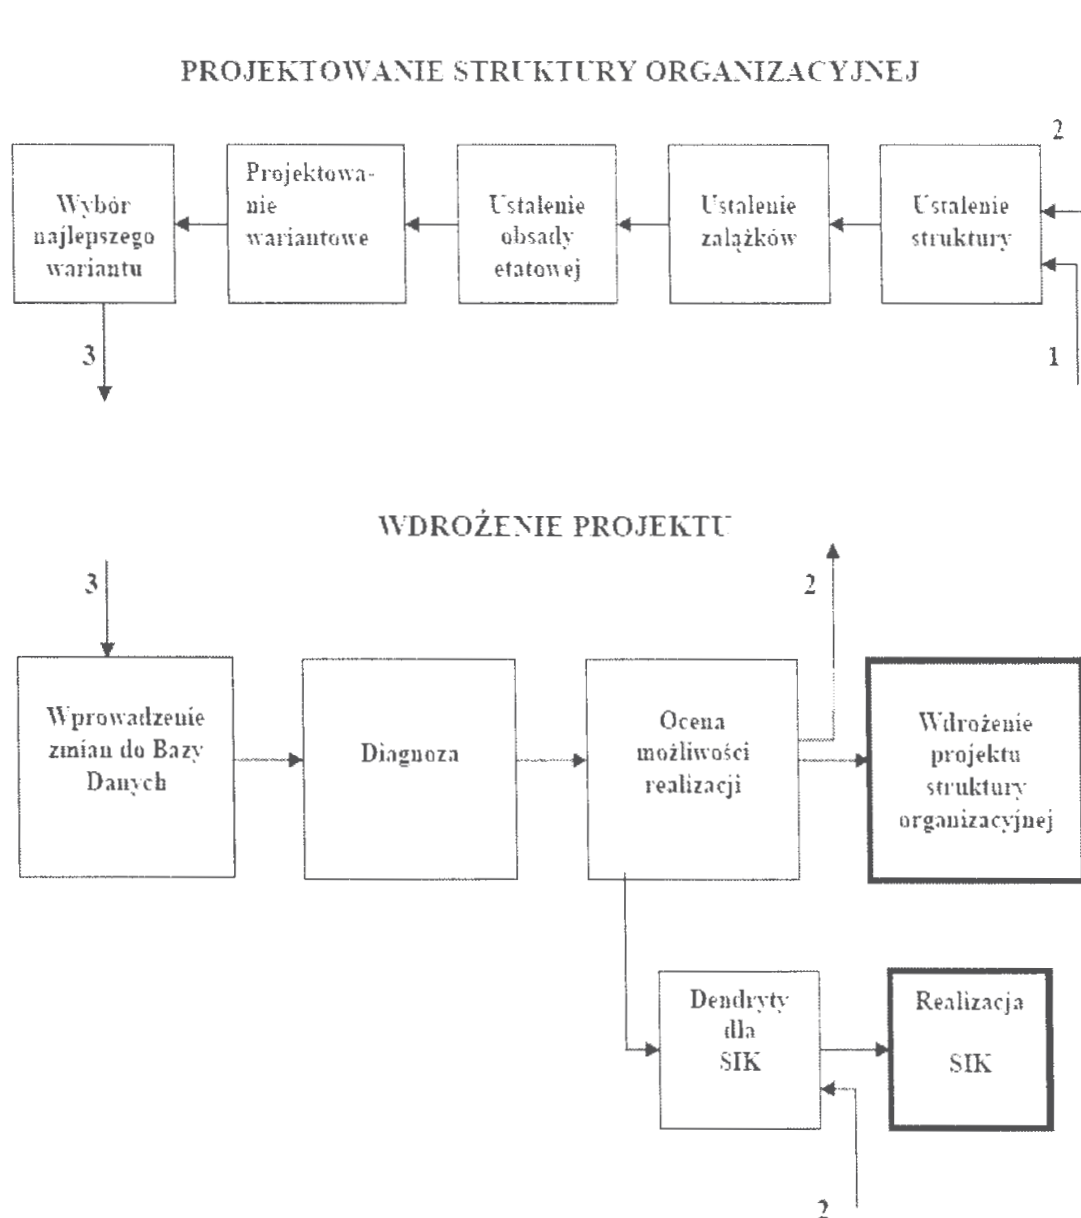 PROJEKTOWANIE STRUKTURY ORGANIZACYJNEJ
2
Wybór
najlepszego
wariantu
Projektowa-
nie
wariantowe
Ustalenie
obsady
etatowej
Ustalenie
zalążków
Ustalenie
struktury
3
1
WDROŻENIE PROJEKTU
3
2
Wprowadzenie
zmian do Bazy
Danych
Diagnoza
Ocena
możliwości
realizacji
Wdrożenie
projektu
struktury
organizacyjnej
Dendryty
dla
SIK
Realizacja
SIK
2